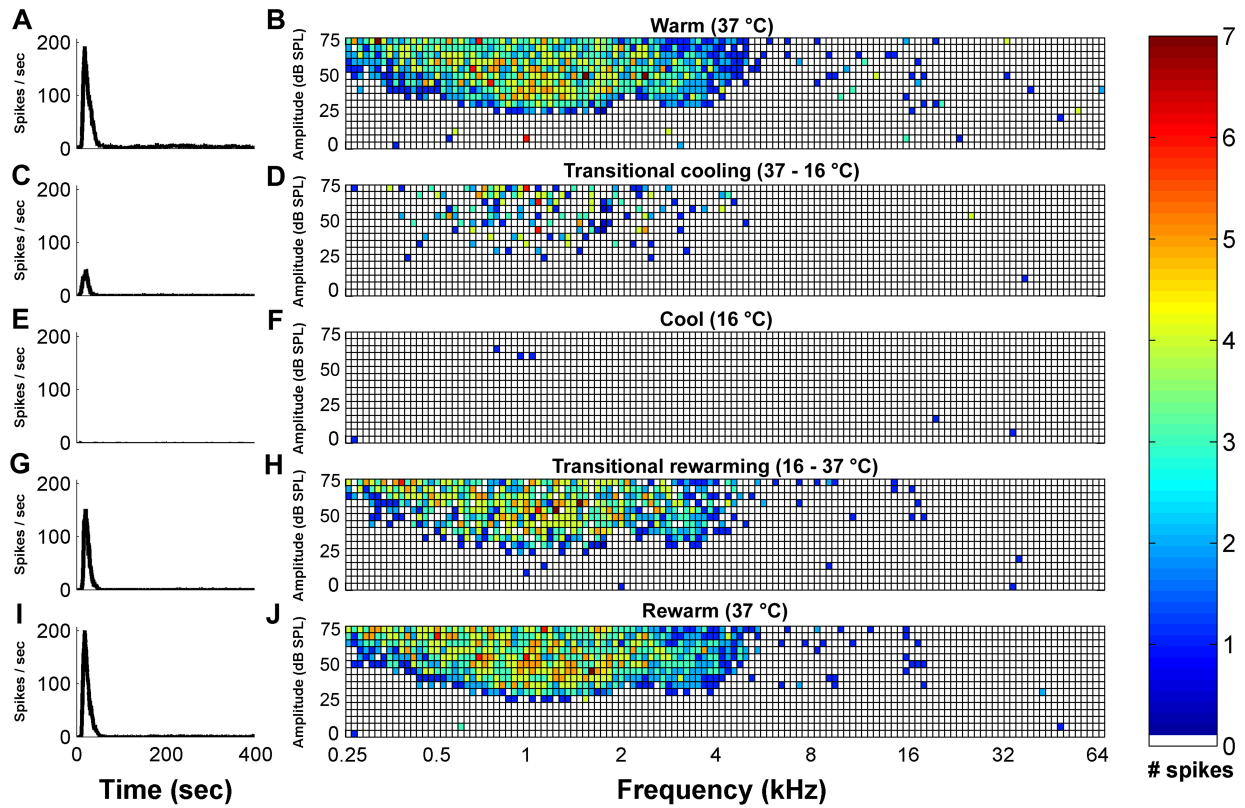 A
B
Warm (37 °C)
200
100
0
Spikes / sec
75
50
25
0
Amplitude (dB SPL)
C
D
Transitional cooling (37 - 16 °C)
200
100
0
Spikes / sec
75
50
25
0
Amplitude (dB SPL)
E
F
Cool (16 °C)
200
100
0
Spikes / sec
75
50
25
0
Amplitude (dB SPL)
G
H
Transitional rewarming (16 - 37 °C)
200
100
0
Spikes / sec
75
50
25
0
Amplitude (dB SPL)
I
J
Rewarm (37 °C)
200
100
0
Spikes / sec
75
50
25
0
Amplitude (dB SPL)
0 200 400
Time (sec)
0.25 0.5 1 2 4 8 16 32 64
Frequency (kHz)
7
6
5
4
3
2
1
0
# spikes